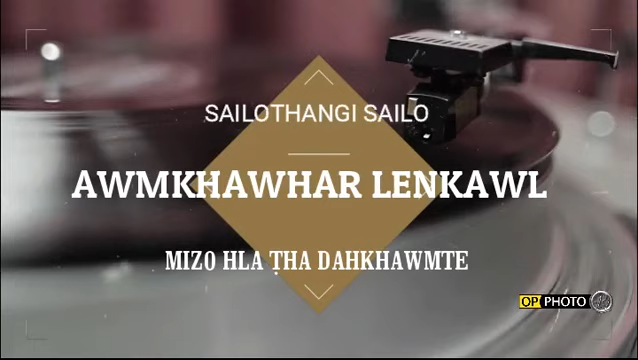 SAILOTHANGI SAILO
AWMKHAWHAR LENKAWL
MIZO HLA ṬHA DAHKHAWMTE
OP PHOTO